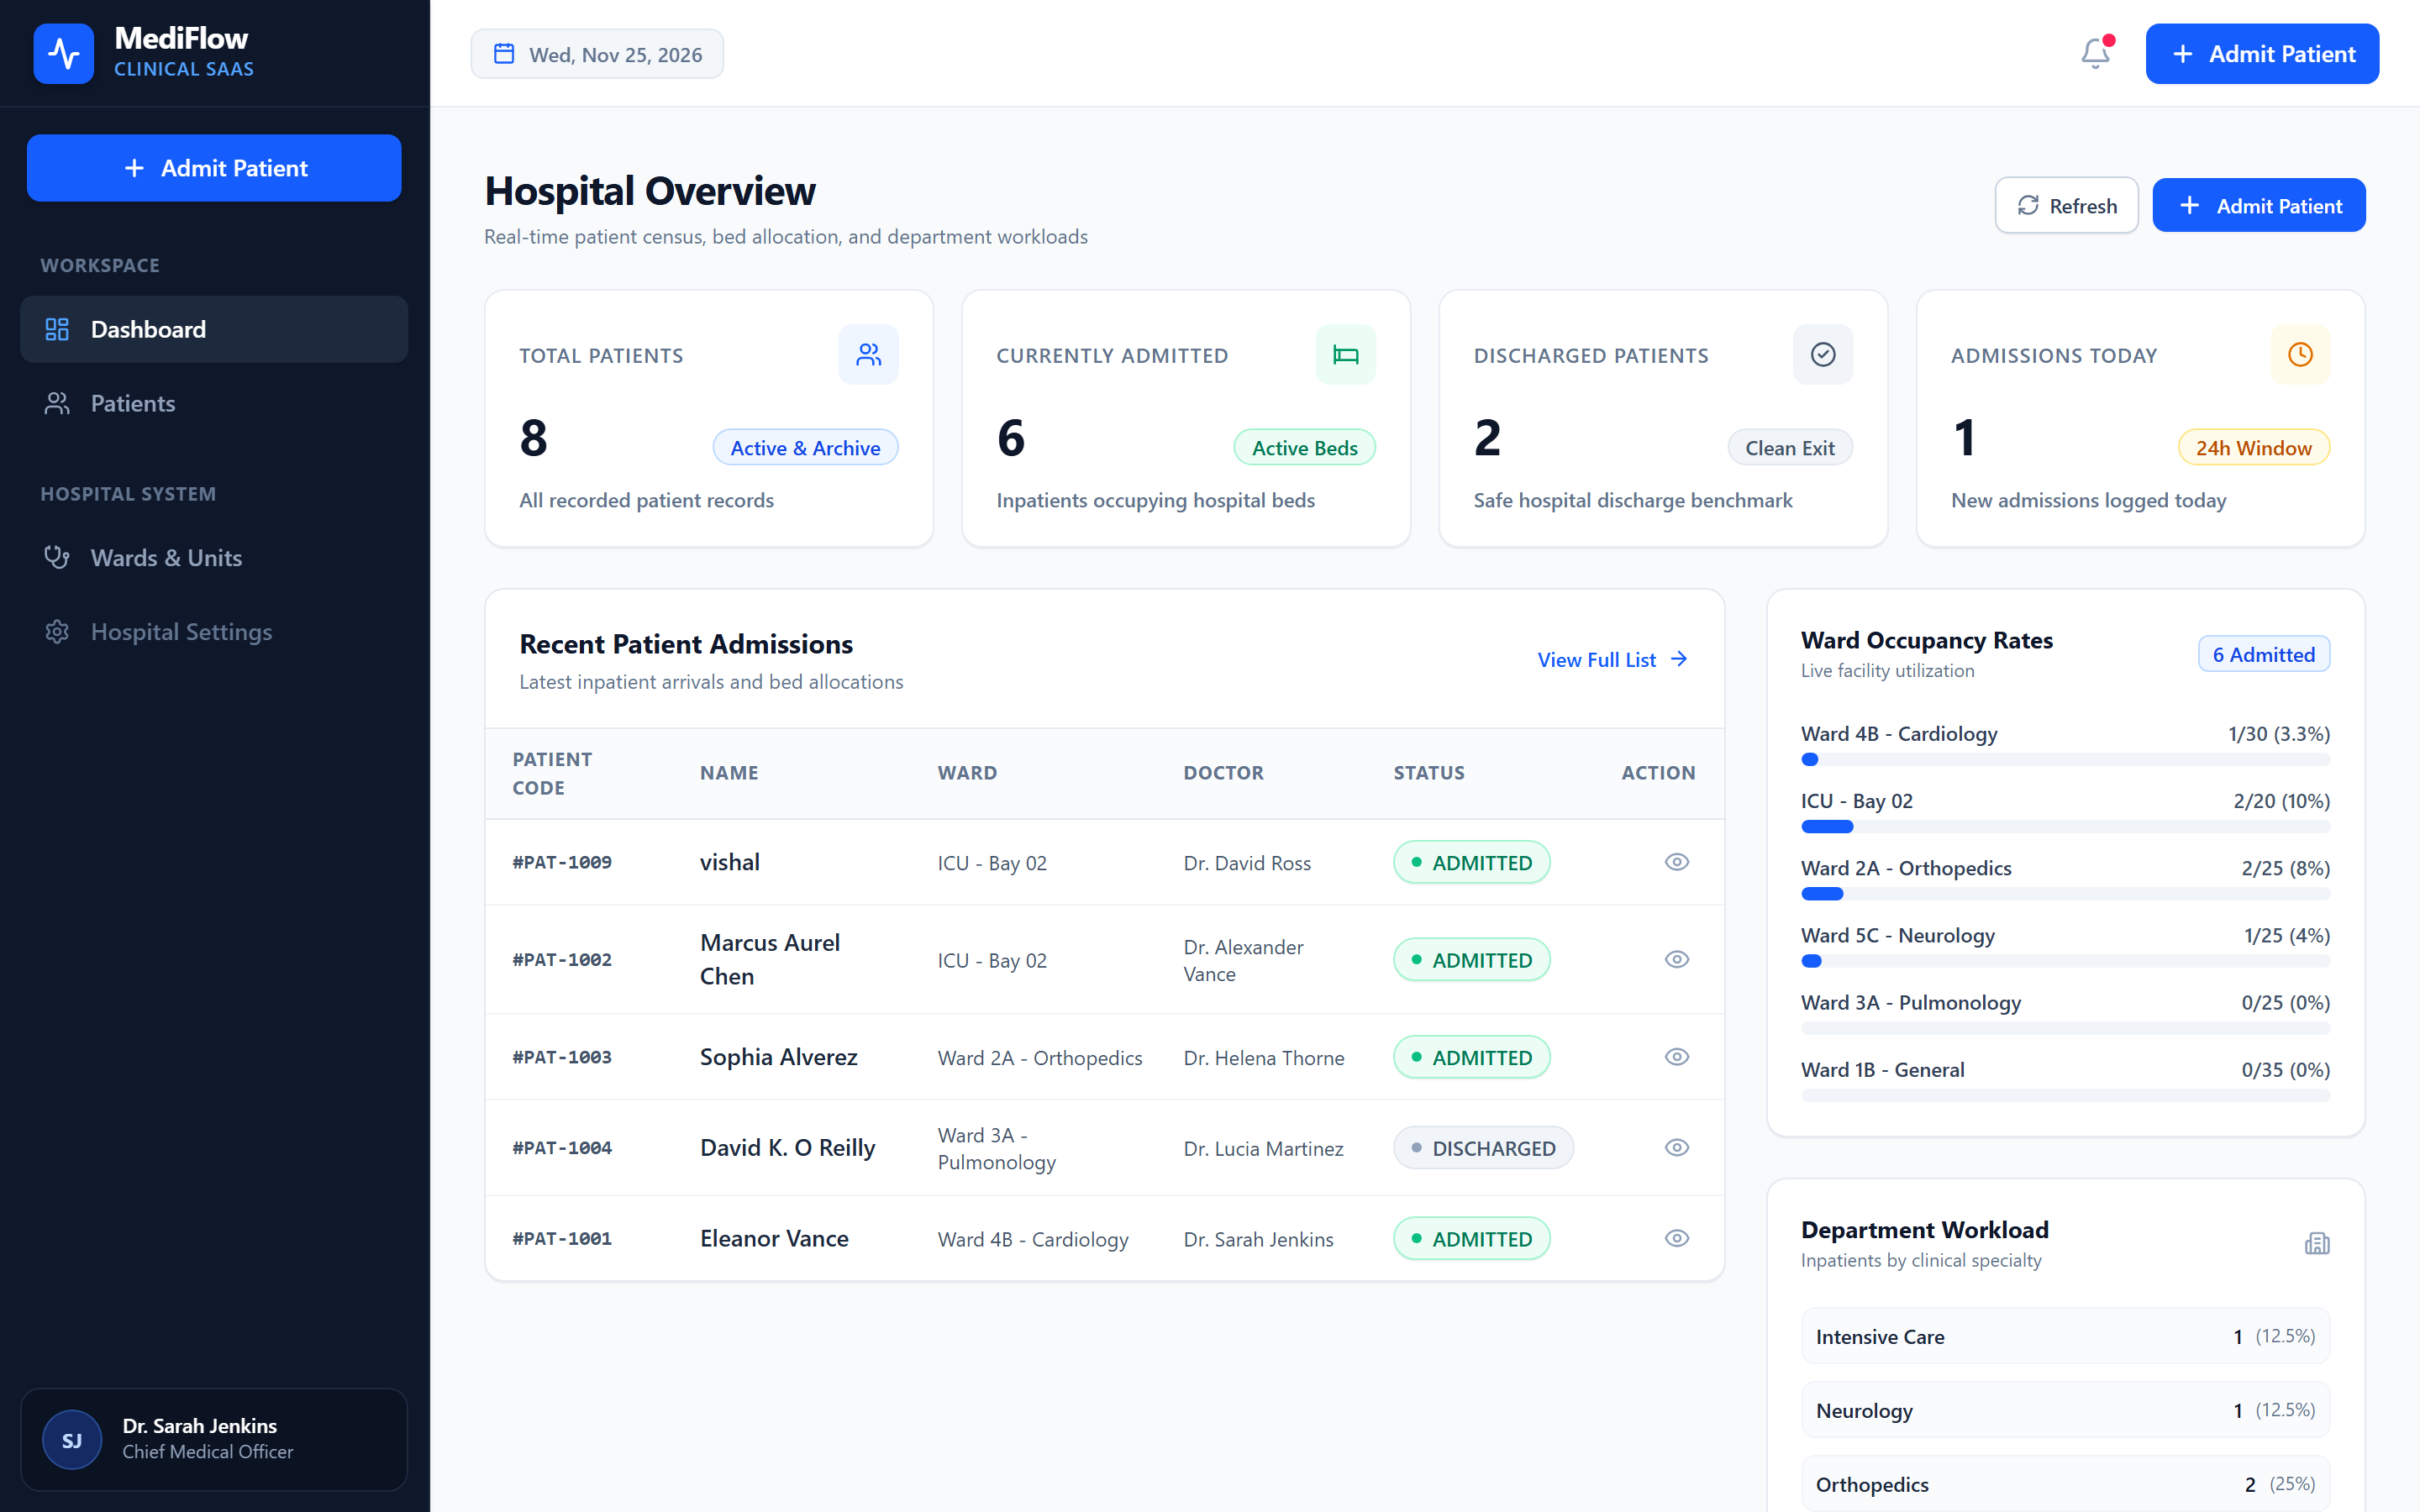 MediFlow
CLINICAL SAAS
Admit Patient
WORKSPACE
Dashboard
Patients
HOSPITAL SYSTEM
Wards & Units
Hospital Settings
SJ
Dr. Sarah Jenkins
Chief Medical Officer
Wed, Nov 25, 2026
Admit Patient
Hospital Overview
Real-time patient census, bed allocation, and department workloads
Refresh
Admit Patient
TOTAL PATIENTS
8
Active & Archive
All recorded patient records
CURRENTLY ADMITTED
6
Active Beds
Inpatients occupying hospital beds
DISCHARGED PATIENTS
2
Clean Exit
Safe hospital discharge benchmark
ADMISSIONS TODAY
1
24h Window
New admissions logged today
Recent Patient Admissions
Latest inpatient arrivals and bed allocations
View Full List
PATIENT
CODE
NAME
WARD
DOCTOR
STATUS
ACTION
#PAT-1009
vishal
ICU - Bay 02
Dr. David Ross
ADMITTED
#PAT-1002
Marcus Aurel
Chen
ICU - Bay 02
Dr. Alexander
Vance
ADMITTED
#PAT-1003
Sophia Alverez
Ward 2A - Orthopedics
Dr. Helena Thorne
ADMITTED
#PAT-1004
David K. O Reilly
Ward 3A -
Pulmonology
Dr. Lucia Martinez
DISCHARGED
#PAT-1001
Eleanor Vance
Ward 4B - Cardiology
Dr. Sarah Jenkins
ADMITTED
Ward Occupancy Rates
Live facility utilization
6 Admitted
Ward 4B - Cardiology
1/30 (3.3%)
ICU - Bay 02
2/20 (10%)
Ward 2A - Orthopedics
2/25 (8%)
Ward 5C - Neurology
1/25 (4%)
Ward 3A - Pulmonology
0/25 (0%)
Ward 1B - General
0/35 (0%)
Department Workload
Inpatients by clinical specialty
Intensive Care
1 (12.5%)
Neurology
1 (12.5%)
Orthopedics
2 (25%)